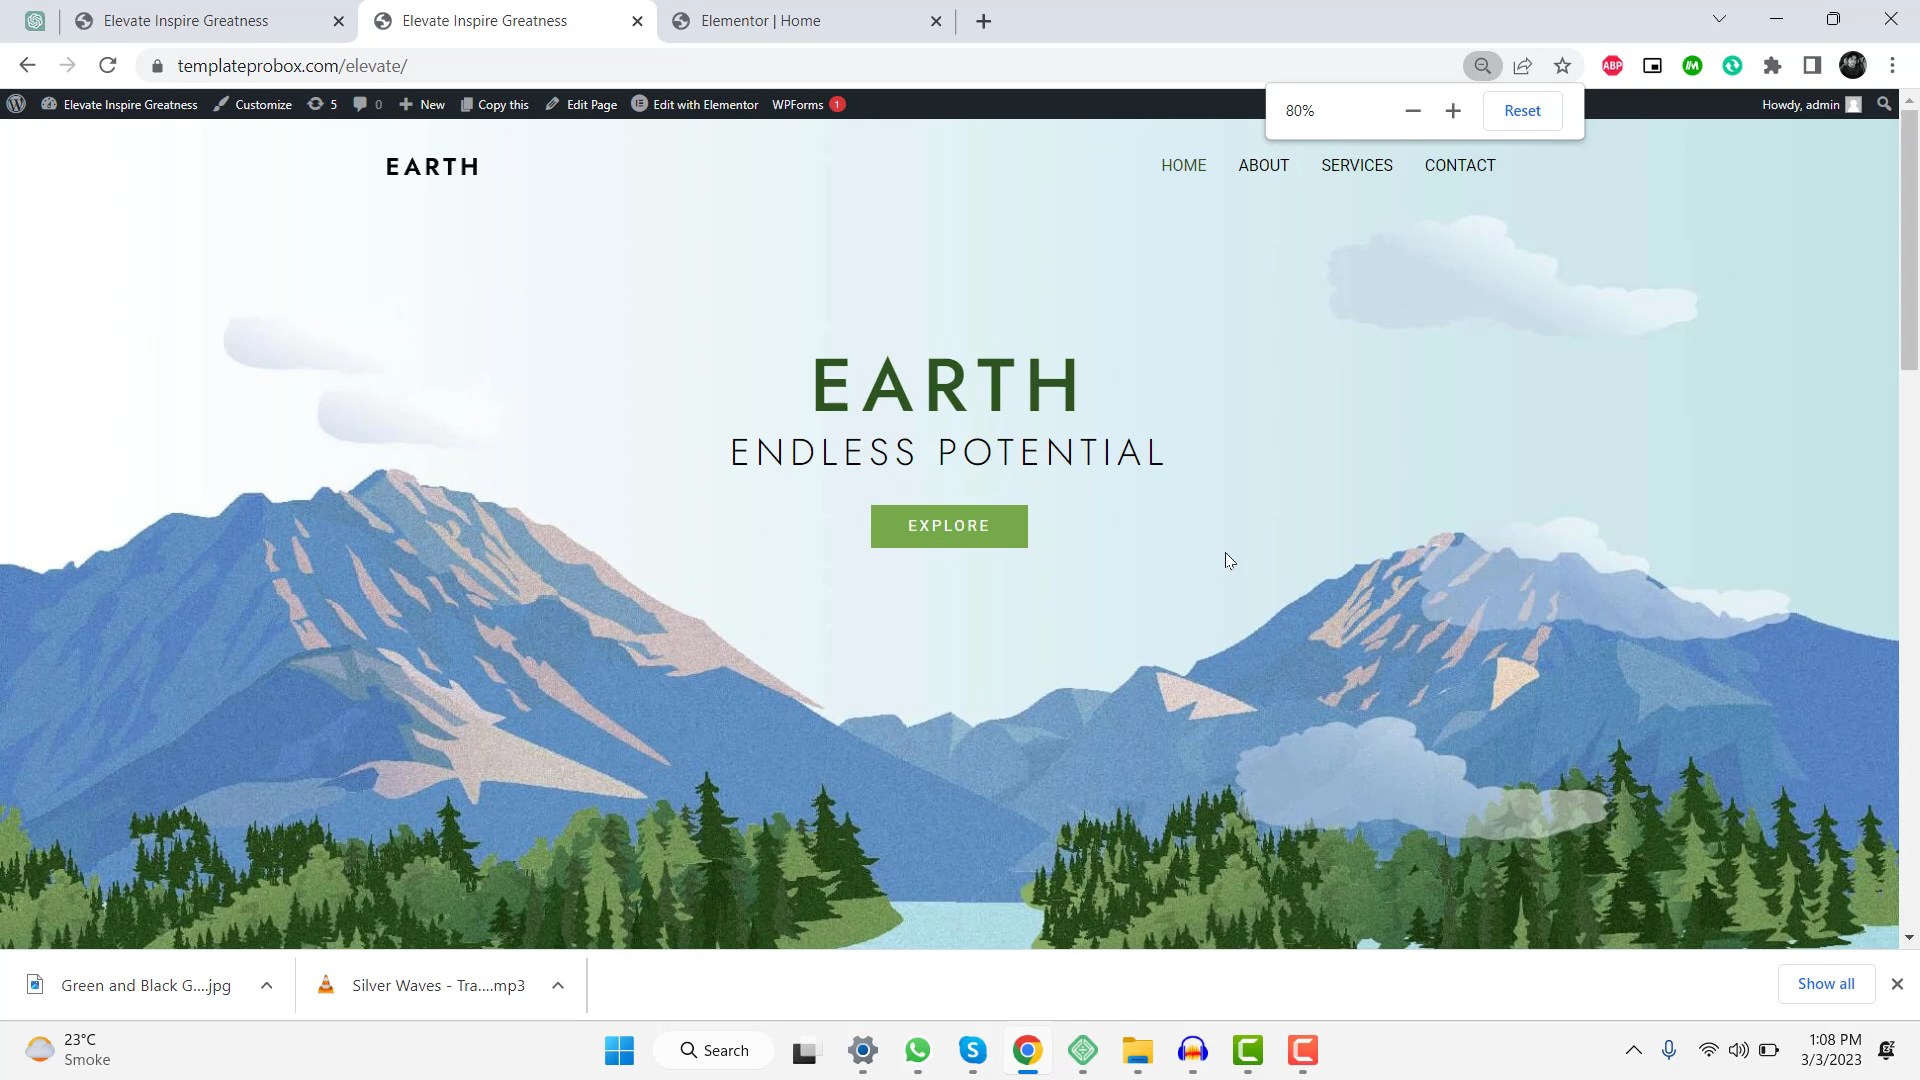 Elevate Inspire Greatness
Elevate Inspire Greatness
Elementor | Home
templateprobox.com/elevate/
ABP
Elevate Inspire Greatness
Customize
5
0
New
Copy this
Edit Page
Edit with Elementor
WPForms 1
Howdy, admin
80%
Reset
EARTH
HOME
ABOUT
SERVICES
CONTACT
EARTH
ENDLESS POTENTIAL
EXPLORE
Green and Black G....jpg
Silver Waves - Tra....mp3
Show all
23°C
Smoke
Search
1:08 PM
3/3/2023